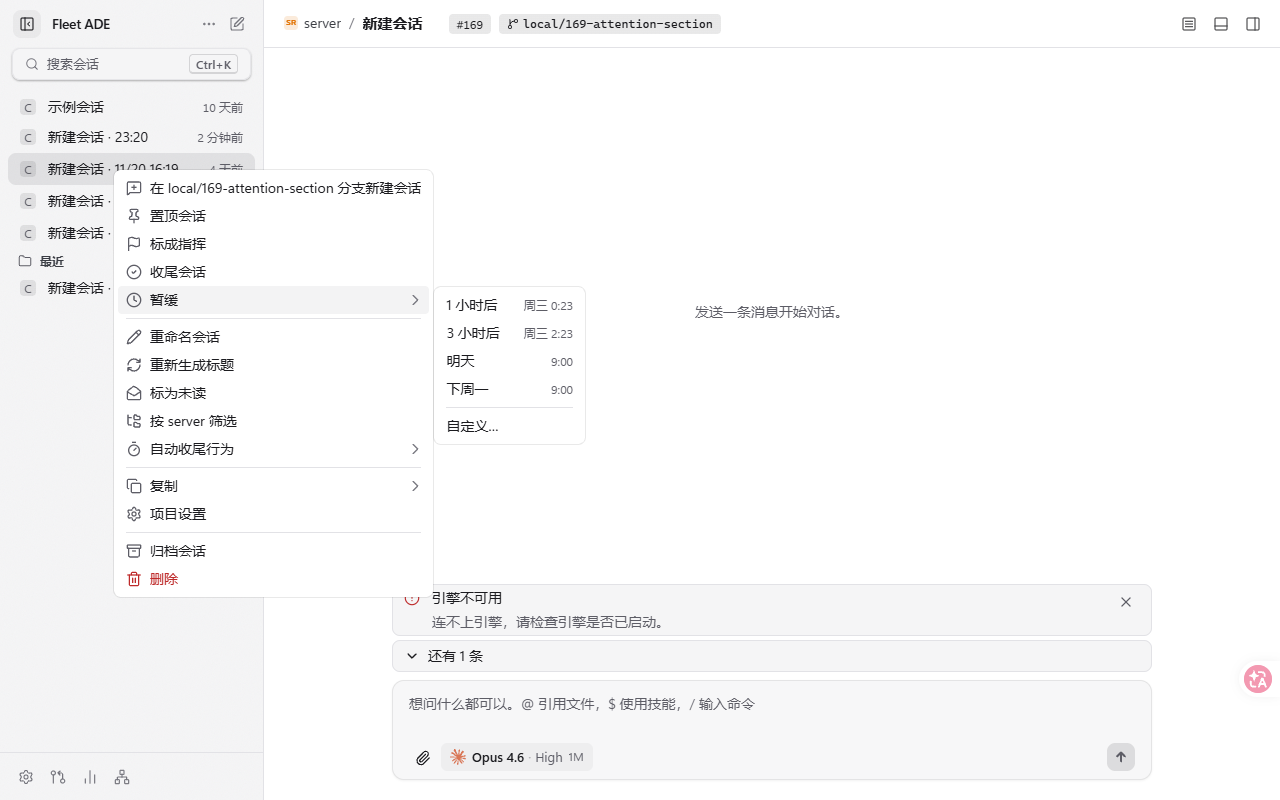 Fleet ADE
SR server / 新建会话 #169 local/169-attention-section
搜索会话 Ctrl+K
C 示例会话 10 天前
C 新建会话 · 23:20 2 分钟前
C 新建会话 · 11/20 16:19 4 天前
C 新建会话 ·
C 新建会话 ·
最近
C 新建会话 ·
在 local/169-attention-section 分支新建会话
置顶会话
标成指挥
收尾会话
暂缓
重命名会话
重新生成标题
标为未读
按 server 筛选
自动收尾行为
复制
项目设置
归档会话
删除
1 小时后 周三 0:23
3 小时后 周三 2:23
明天 9:00
下周一 9:00
自定义...
发送一条消息开始对话。
引擎不可用
连不上引擎，请检查引擎是否已启动。
还有 1 条
想问什么都可以。@ 引用文件，$ 使用技能，/ 输入命令
Opus 4.6 · High 1M